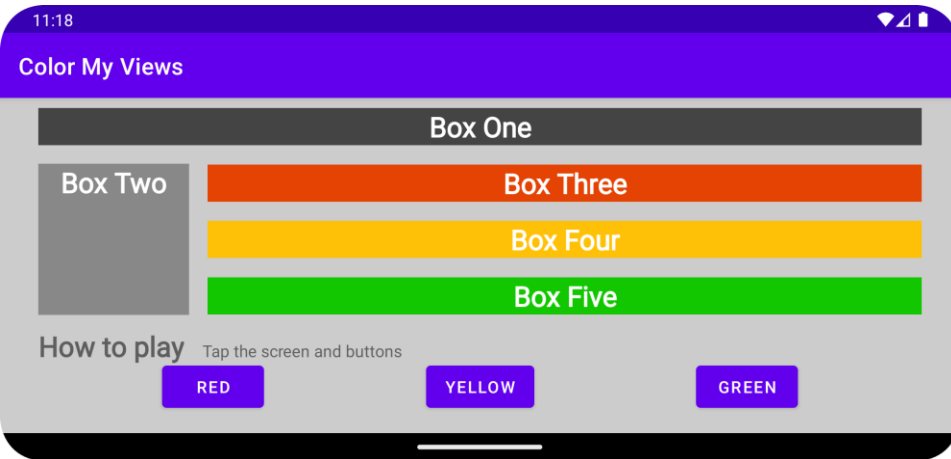 11:18
Color My Views
Box One
Box Two
Box Three
Box Four
Box Five
How to play Tap the screen and buttons
RED YELLOW GREEN